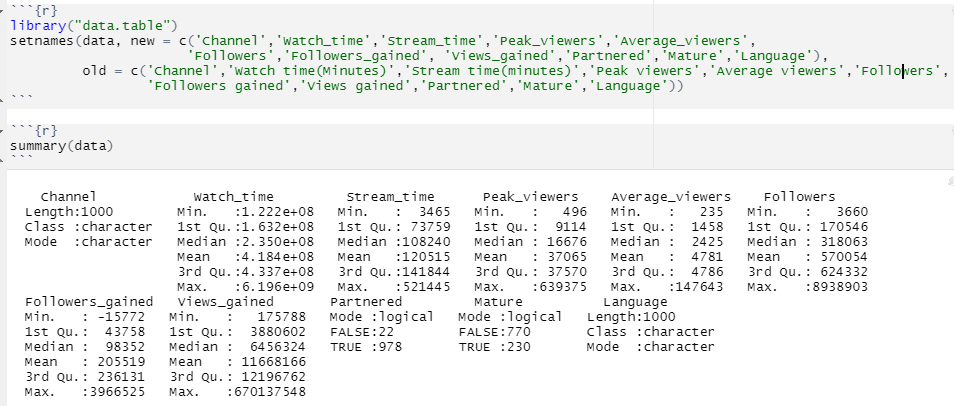 ```{r}
library("data.table")
setnames(data, new = c('Channel','Watch_time','Stream_time','Peak_viewers','Average_viewers',
'Followers','Followers_gained', 'Views_gained','Partnered','Mature','Language'),
old = c('Channel','Watch time(Minutes)','Stream time(minutes)','Peak viewers','Average viewers','Followers',
'Followers gained','Views gained','Partnered','Mature','Language'))
```
```{r}
summary(data)
```
Channel Watch_time Stream_time Peak_viewers Average_viewers Followers
Length:1000 Min. :1.222e+08 Min. : 3465 Min. : 496 Min. : 235 Min. : 3660
Class :character 1st Qu.:1.632e+08 1st Qu.: 73759 1st Qu.: 9114 1st Qu.: 1458 1st Qu.: 170546
Mode :character Median :2.350e+08 Median :108240 Median : 16676 Median : 2425 Median : 318063
Mean :4.184e+08 Mean :120515 Mean : 37065 Mean : 4781 Mean : 570054
3rd Qu.:4.337e+08 3rd Qu.:141844 3rd Qu.: 37570 3rd Qu.: 4786 3rd Qu.: 624332
Max. :6.196e+09 Max. :521445 Max. :639375 Max. :147643 Max. :8938903
Followers_gained Views_gained Partnered Mature Language
Min. : -15772 Min. : 175788 Mode :logical Mode :logical Length:1000
1st Qu.: 43758 1st Qu.: 3880602 FALSE:22 FALSE:770 Class :character
Median : 98352 Median : 6456324 TRUE :978 TRUE :230 Mode :character
Mean : 205519 Mean : 11668166
3rd Qu.: 236131 3rd Qu.: 12196762
Max. :3966525 Max. :670137548